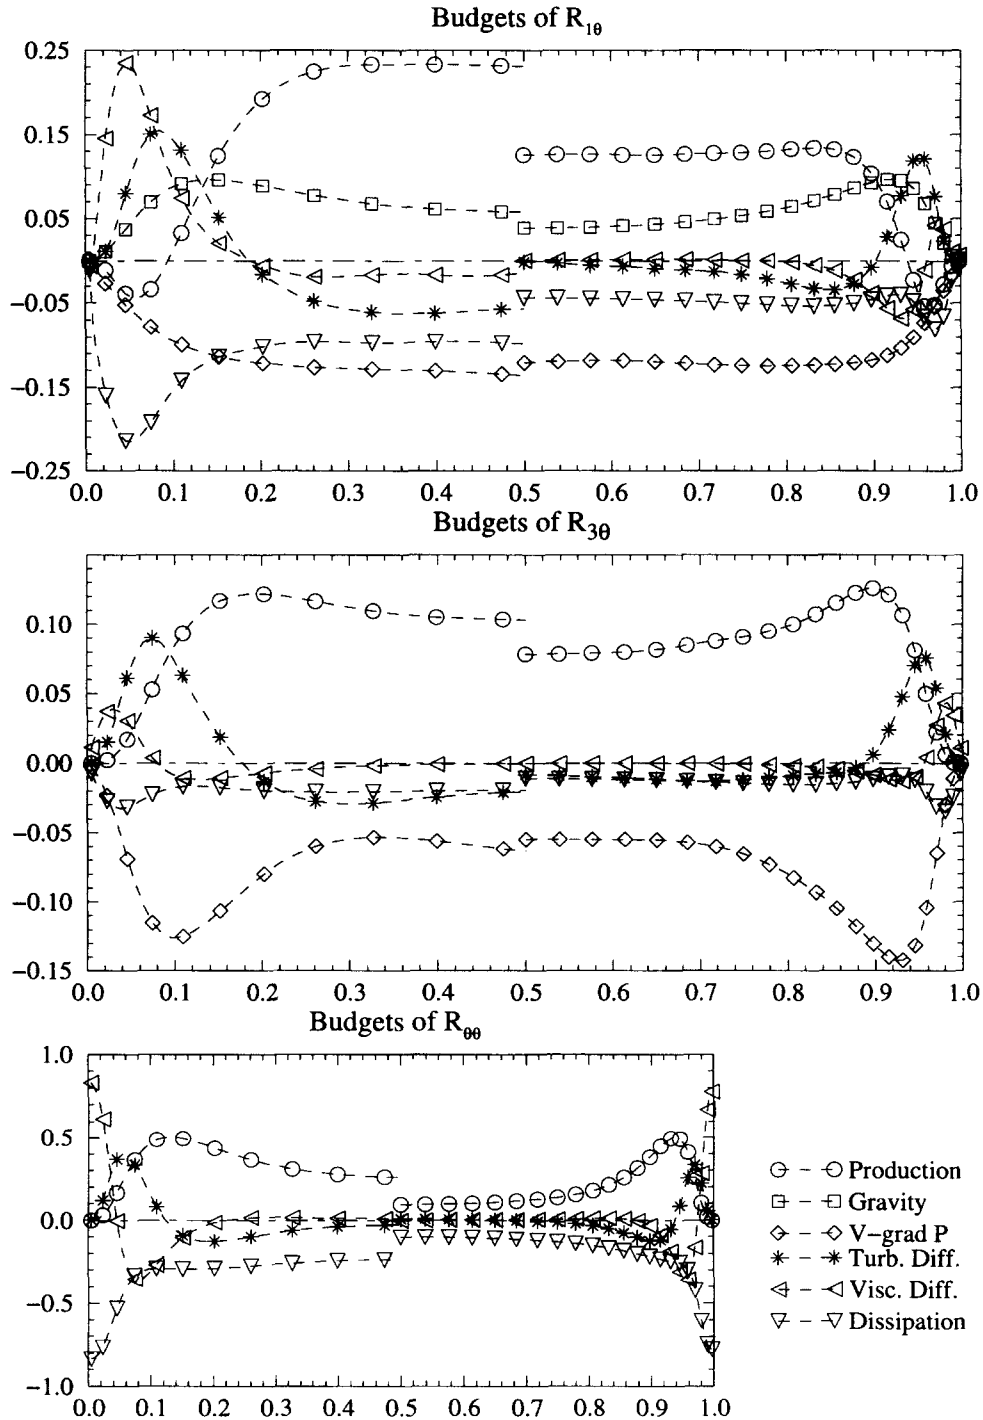 Budgets of R1θ
0.25
0.15
0.05
−0.05
−0.15
−0.25
0.0 0.1 0.2 0.3 0.4 0.5 0.6 0.7 0.8 0.9 1.0
Budgets of R3θ
0.10
0.05
0.00
−0.05
−0.10
−0.15
0.0 0.1 0.2 0.3 0.4 0.5 0.6 0.7 0.8 0.9 1.0
Budgets of Rθθ
1.0
0.5
0.0
−0.5
−1.0
0.0 0.1 0.2 0.3 0.4 0.5 0.6 0.7 0.8 0.9 1.0
Production
Gravity
V−grad P
Turb. Diff.
Visc. Diff.
Dissipation